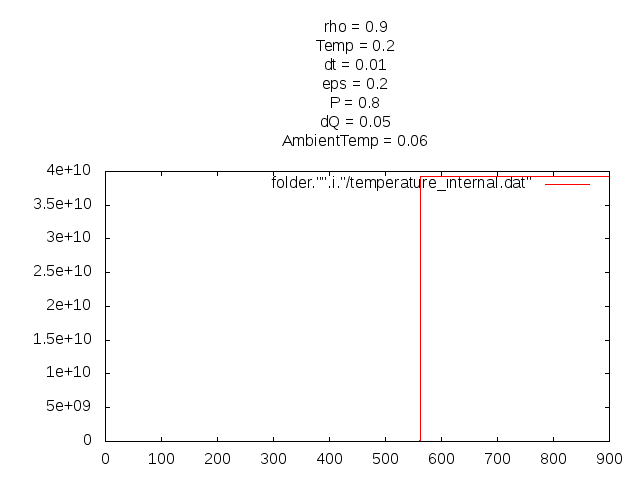 rho = 0.9
Temp = 0.2
dt = 0.01
eps = 0.2
P = 0.8
dQ = 0.05
AmbientTemp = 0.06
4e+10
folder."".i."/temperature_internal.dat"
3.5e+10
3e+10
2.5e+10
2e+10
1.5e+10
1e+10
5e+09
0
0 100 200 300 400 500 600 700 800 900